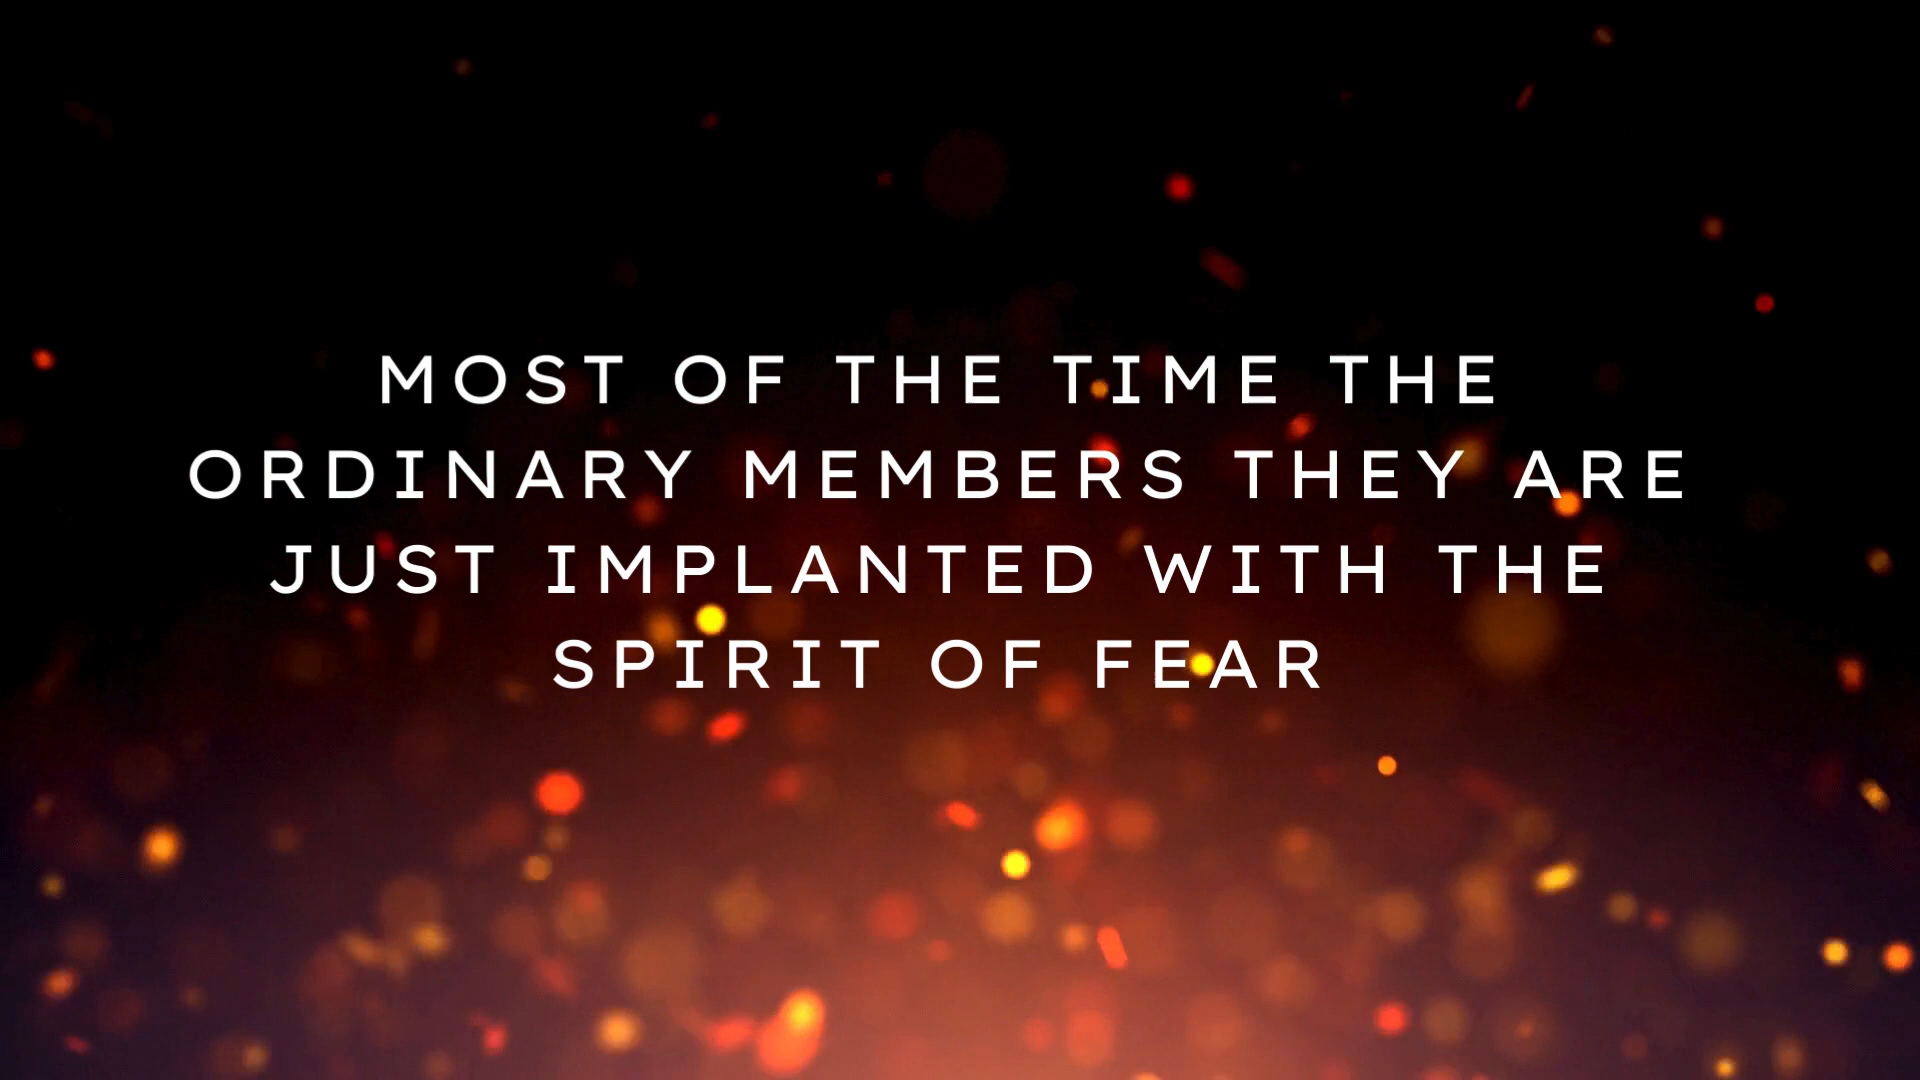 MOST OF THE TIME THE
ORDINARY MEMBERS THEY ARE
JUST IMPLANTED WITH THE
SPIRIT OF FEAR